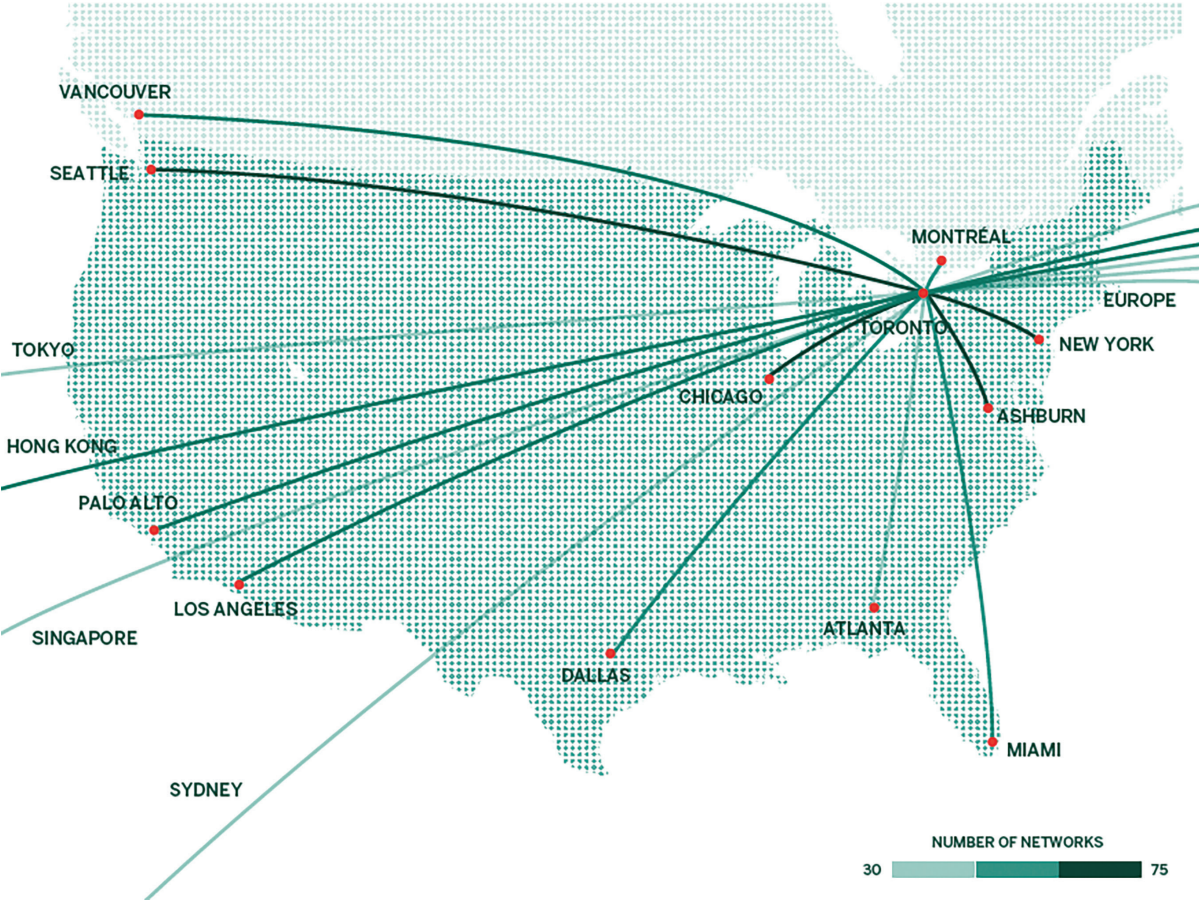 VANCOUVER
SEATTLE
MONTRÉAL
EUROPE
TORONTO
NEW YORK
TOKYO
CHICAGO
ASHBURN
HONG KONG
PALO ALTO
LOS ANGELES
ATLANTA
SINGAPORE
DALLAS
MIAMI
SYDNEY
NUMBER OF NETWORKS
30 75